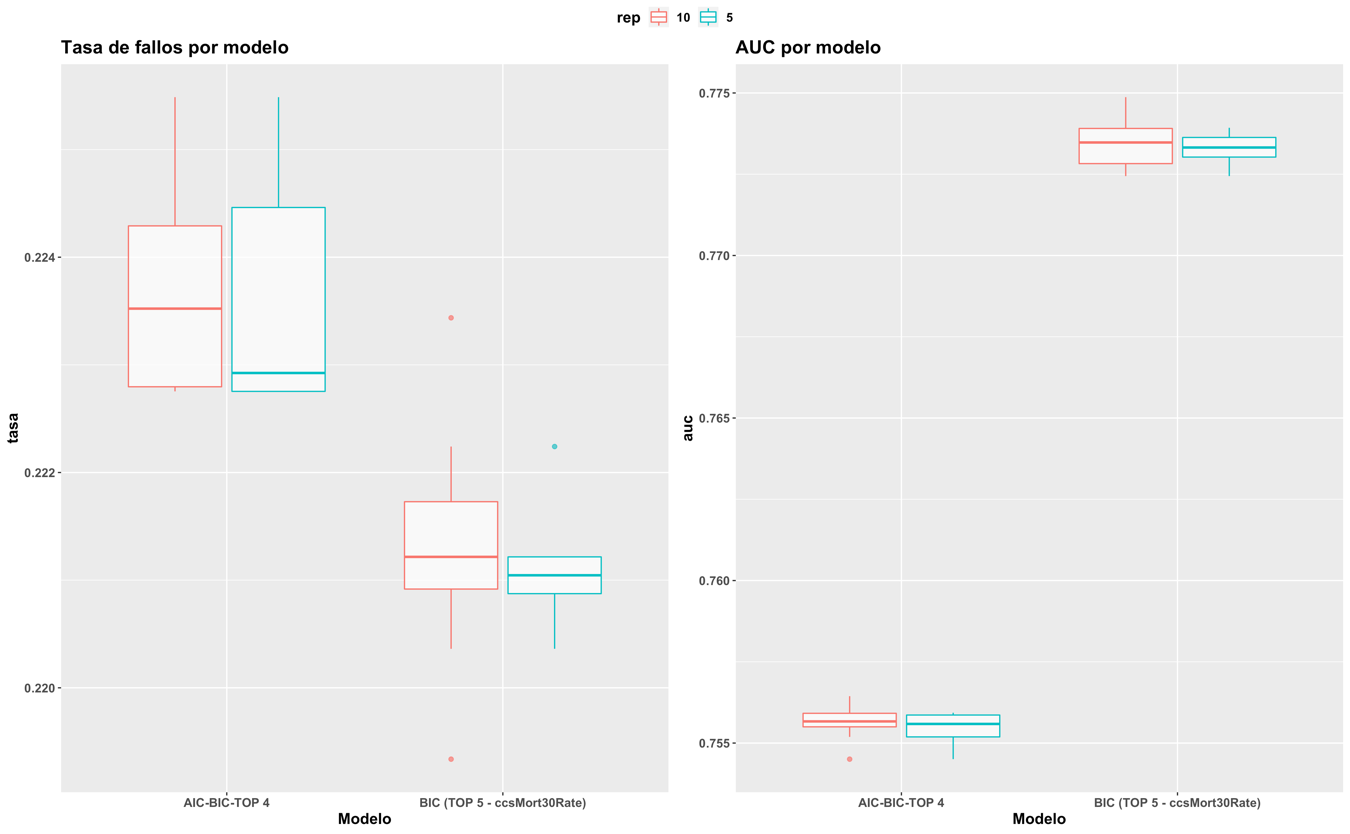 rep 10 5
Tasa de fallos por modelo
tasa
0.224
0.222
0.220
AIC-BIC-TOP 4 BIC (TOP 5 - ccsMort30Rate)
Modelo
AUC por modelo
auc
0.775
0.770
0.765
0.760
0.755
AIC-BIC-TOP 4 BIC (TOP 5 - ccsMort30Rate)
Modelo